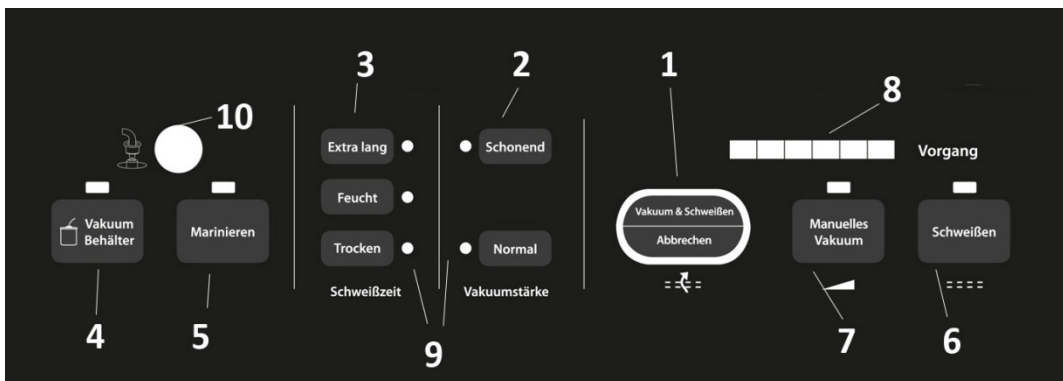 3
2
1
8
10
Extra lang
Schonend
Vorgang
Feucht
Vakuum & Schweißen
Abbrechen
Vakuum
Behälter
Marinieren
Trocken
Normal
Manuelles
Vakuum
Schweißen
Schweißzeit
Vakuumstärke
4
5
9
7
6